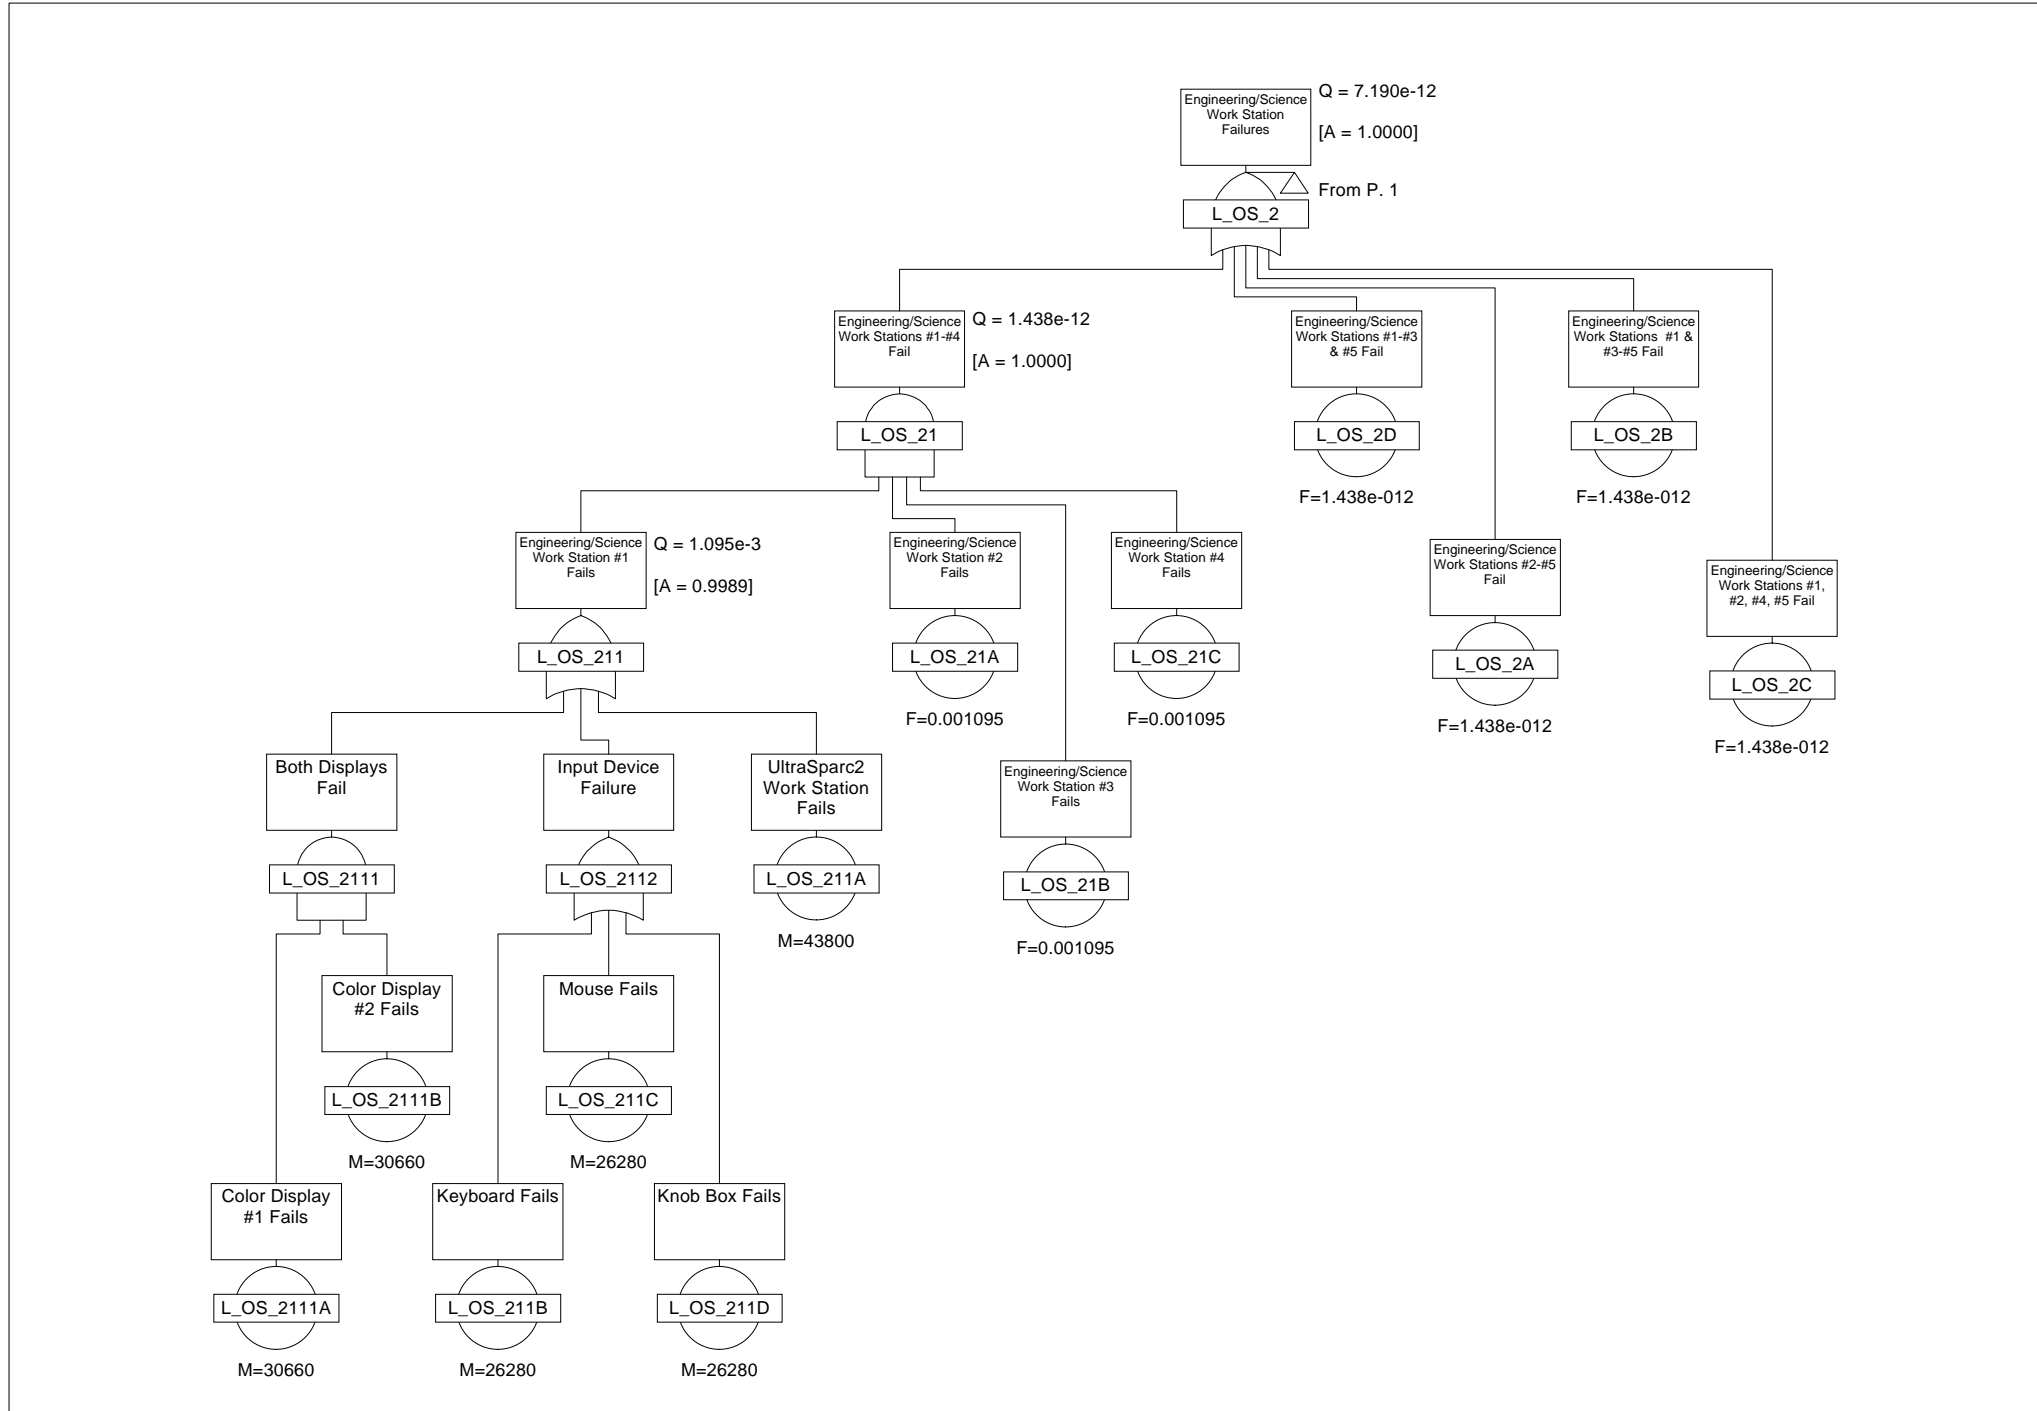 Engineering/Science
Work Station
Failures
Q = 7.190e-12
[A = 1.0000]
From P. 1
L_OS_2
Engineering/Science
Work Stations #1-#4
Fail
Q = 1.438e-12
[A = 1.0000]
L_OS_21
Engineering/Science
Work Stations #1-#3
& #5 Fail
L_OS_2D
F=1.438e-012
Engineering/Science
Work Stations  #1 &
#3-#5 Fail
L_OS_2B
F=1.438e-012
Engineering/Science
Work Station #1
Fails
Q = 1.095e-3
[A = 0.9989]
L_OS_211
Engineering/Science
Work Station #2
Fails
L_OS_21A
F=0.001095
Engineering/Science
Work Station #4
Fails
L_OS_21C
F=0.001095
Engineering/Science
Work Stations #2-#5
Fail
L_OS_2A
F=1.438e-012
Engineering/Science
Work Stations #1,
#2, #4, #5 Fail
L_OS_2C
F=1.438e-012
Both Displays
Fail
L_OS_2111
Input Device
Failure
L_OS_2112
UltraSparc2
Work Station
Fails
L_OS_211A
M=43800
Engineering/Science
Work Station #3
Fails
L_OS_21B
F=0.001095
Color Display
#2 Fails
L_OS_2111B
M=30660
Mouse Fails
L_OS_211C
M=26280
Color Display
#1 Fails
L_OS_2111A
M=30660
Keyboard Fails
L_OS_211B
M=26280
Knob Box Fails
L_OS_211D
M=26280